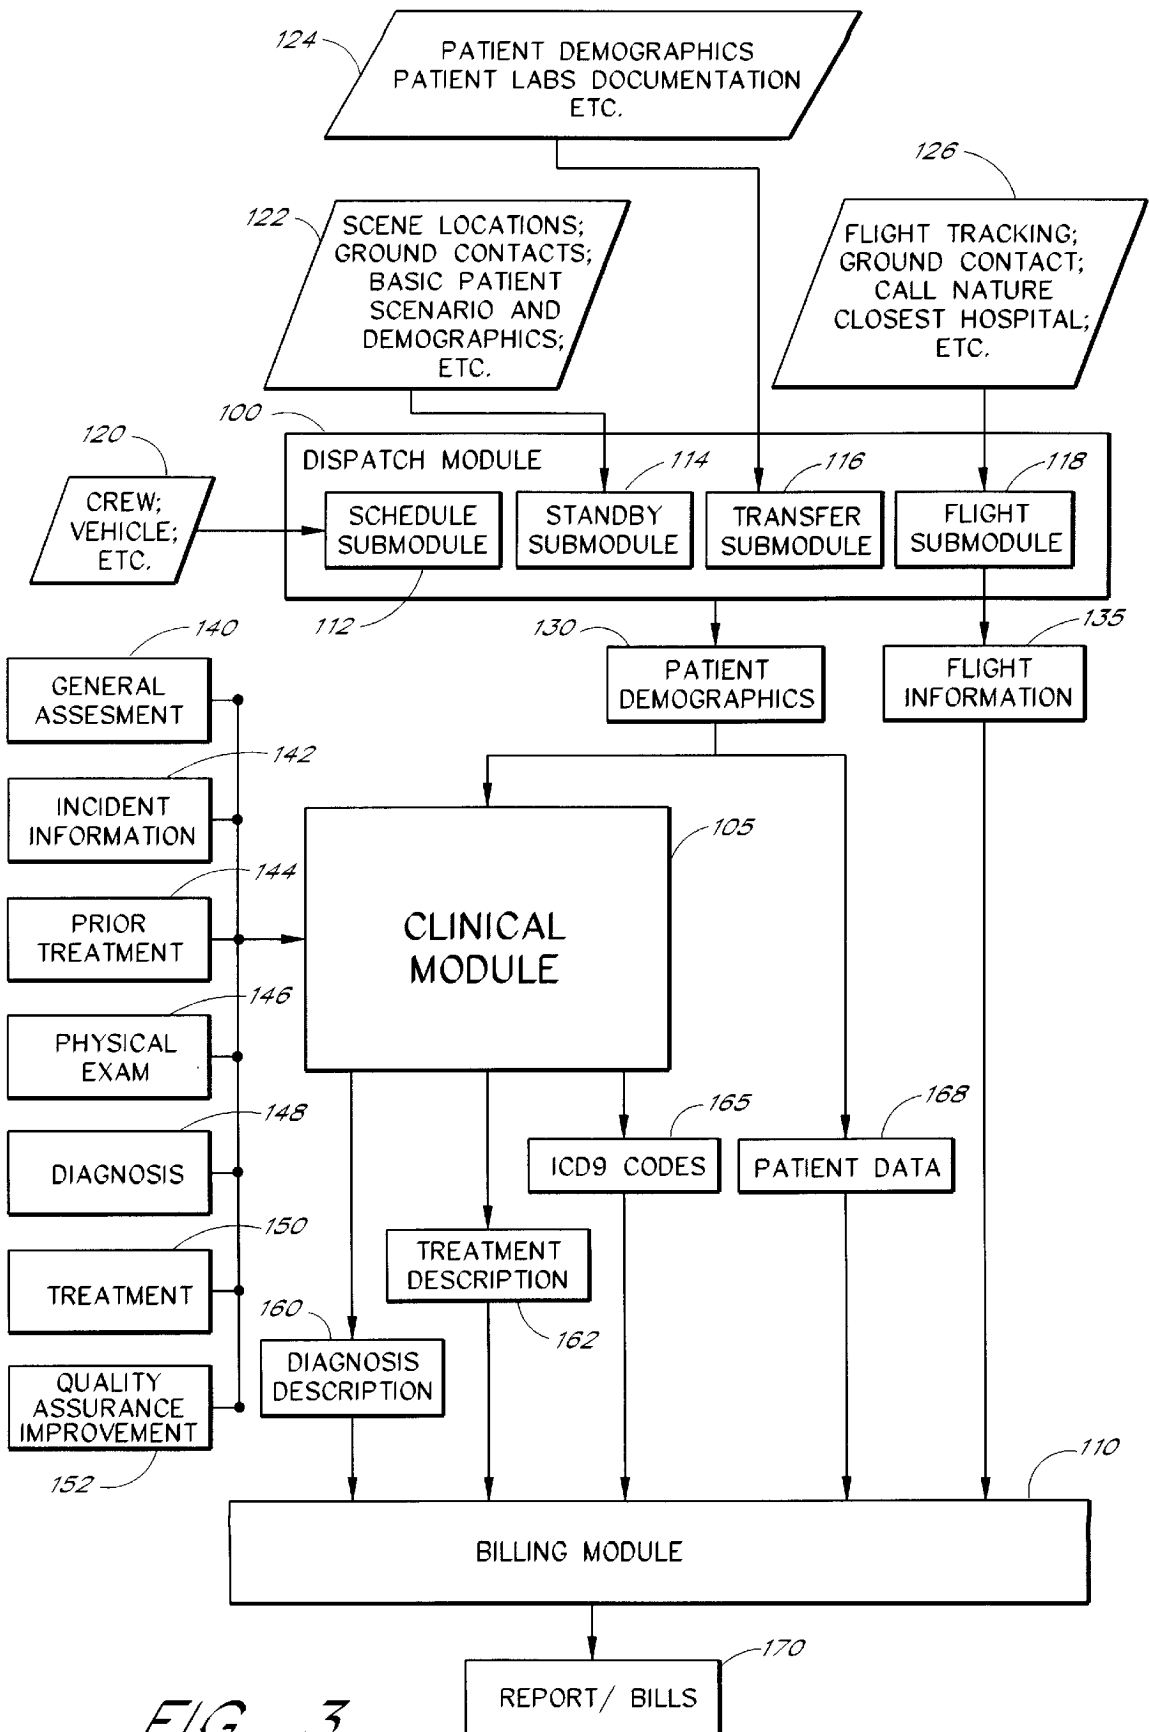 124
PATIENT DEMOGRAPHICS
PATIENT LABS DOCUMENTATION
ETC.
126
122
SCENE LOCATIONS;
GROUND CONTACTS;
BASIC PATIENT
SCENARIO AND
DEMOGRAPHICS;
ETC.
FLIGHT TRACKING;
GROUND CONTACT;
CALL NATURE
CLOSEST HOSPITAL;
ETC.
100
120
CREW;
VEHICLE;
ETC.
DISPATCH MODULE
114
116
118
SCHEDULE
SUBMODULE
STANDBY
SUBMODULE
TRANSFER
SUBMODULE
FLIGHT
SUBMODULE
112
130
135
PATIENT
DEMOGRAPHICS
FLIGHT
INFORMATION
140
GENERAL
ASSESMENT
142
INCIDENT
INFORMATION
105
144
PRIOR
TREATMENT
CLINICAL
MODULE
146
PHYSICAL
EXAM
148
DIAGNOSIS
165
ICD9 CODES
168
PATIENT DATA
150
TREATMENT
TREATMENT
DESCRIPTION
162
160
DIAGNOSIS
DESCRIPTION
QUALITY
ASSURANCE
IMPROVEMENT
152
110
BILLING MODULE
170
REPORT/ BILLS
FIG. 3